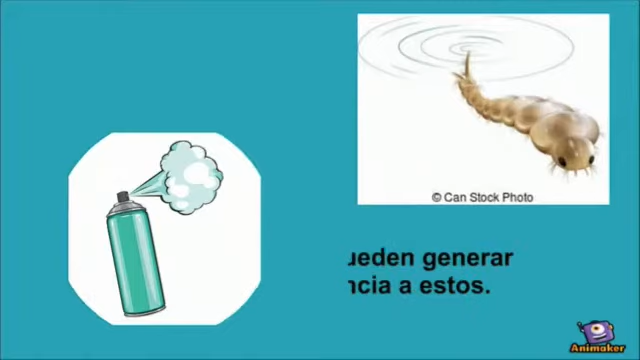 © Can Stock Photo
ueden generar
ncia a estos.
Animaker